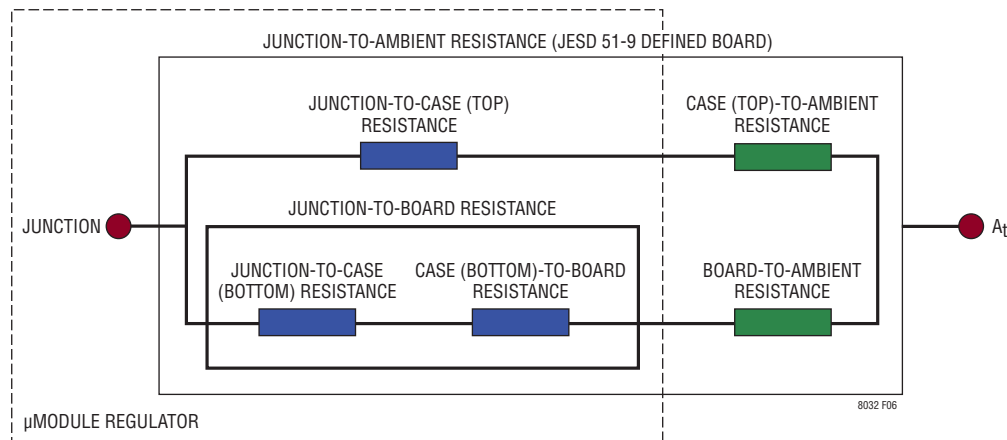 JUNCTION-TO-AMBIENT RESISTANCE (JESD 51-9 DEFINED BOARD)
JUNCTION-TO-CASE (TOP)
RESISTANCE
CASE (TOP)-TO-AMBIENT
RESISTANCE
JUNCTION
JUNCTION-TO-BOARD RESISTANCE
At
JUNCTION-TO-CASE
(BOTTOM) RESISTANCE
CASE (BOTTOM)-TO-BOARD
RESISTANCE
BOARD-TO-AMBIENT
RESISTANCE
8032 F06
µMODULE REGULATOR